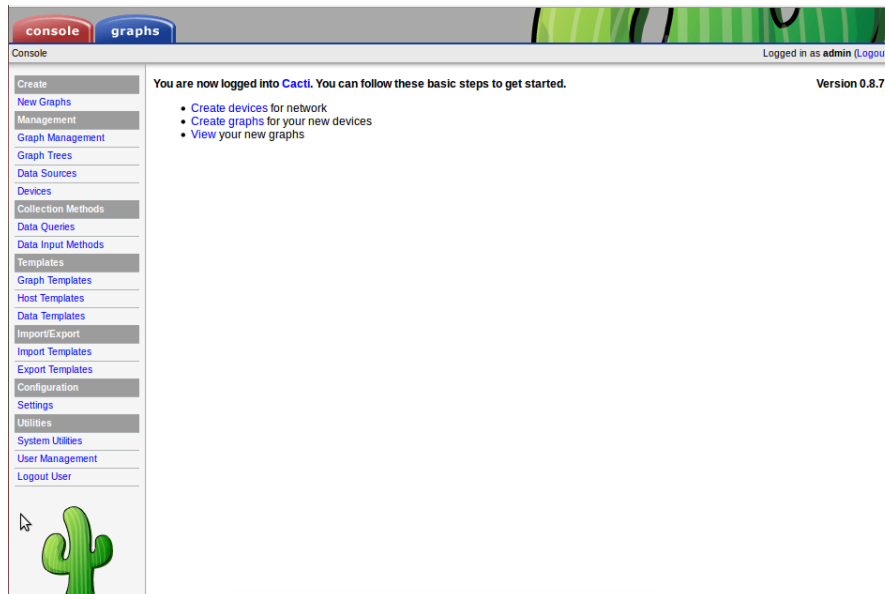 console graphs
Console
Logged in as admin (Logou
Create
New Graphs
Management
Graph Management
Graph Trees
Data Sources
Devices
Collection Methods
Data Queries
Data Input Methods
Templates
Graph Templates
Host Templates
Data Templates
Import/Export
Import Templates
Export Templates
Configuration
Settings
Utilities
System Utilities
User Management
Logout User
You are now logged into Cacti. You can follow these basic steps to get started.
Version 0.8.7
• Create devices for network
• Create graphs for your new devices
• View your new graphs